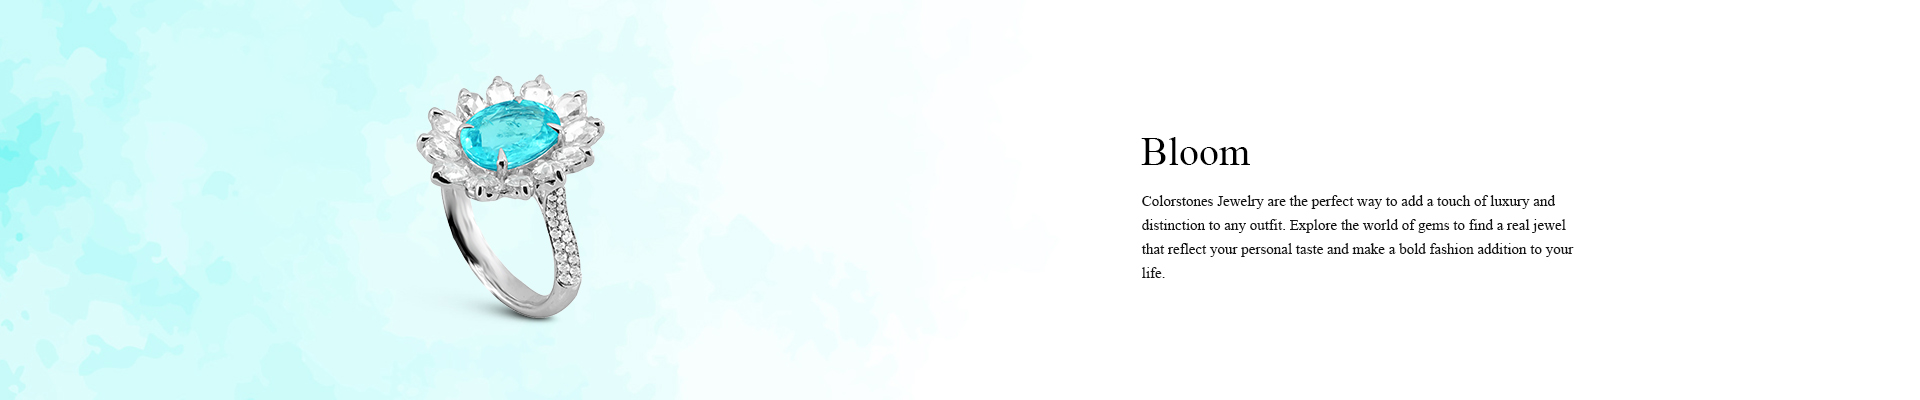 Bloom
Colorstones Jewelry are the perfect way to add a touch of luxury and
distinction to any outfit. Explore the world of gems to find a real jewel
that reflect your personal taste and make a bold fashion addition to your
life.